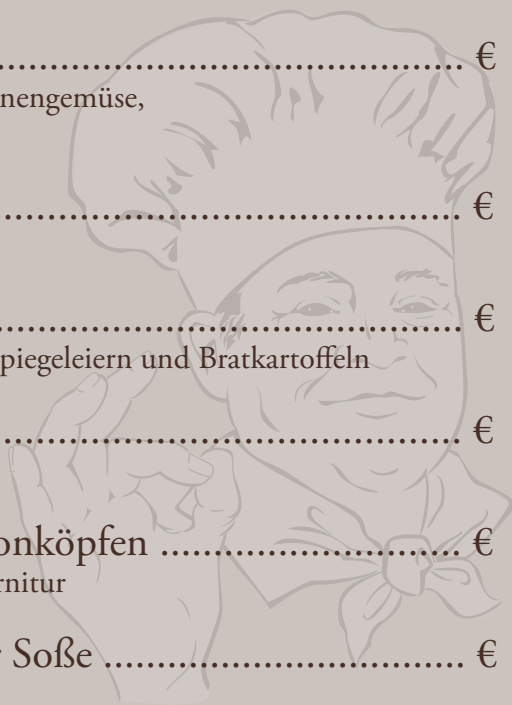 ........................................................ €
nengemüse,
........................................................ €
........................................................ €
piegeleiern und Bratkartoffeln
........................................................ €
onköpfen .................................... €
rnitur
r Soße ........................................... €